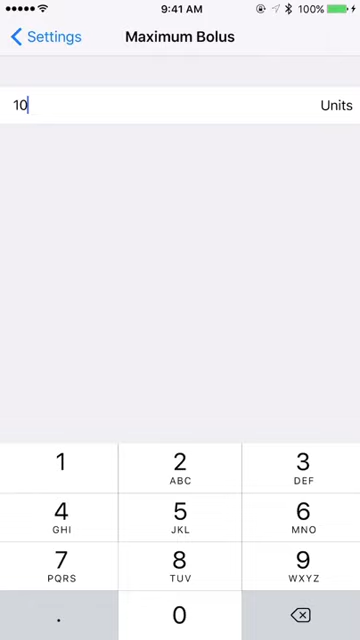 9:41 AM 100%
Settings Maximum Bolus
10 Units
1 2 3
ABC DEF
4 5 6
GHI JKL MNO
7 8 9
PQRS TUV WXYZ
. 0